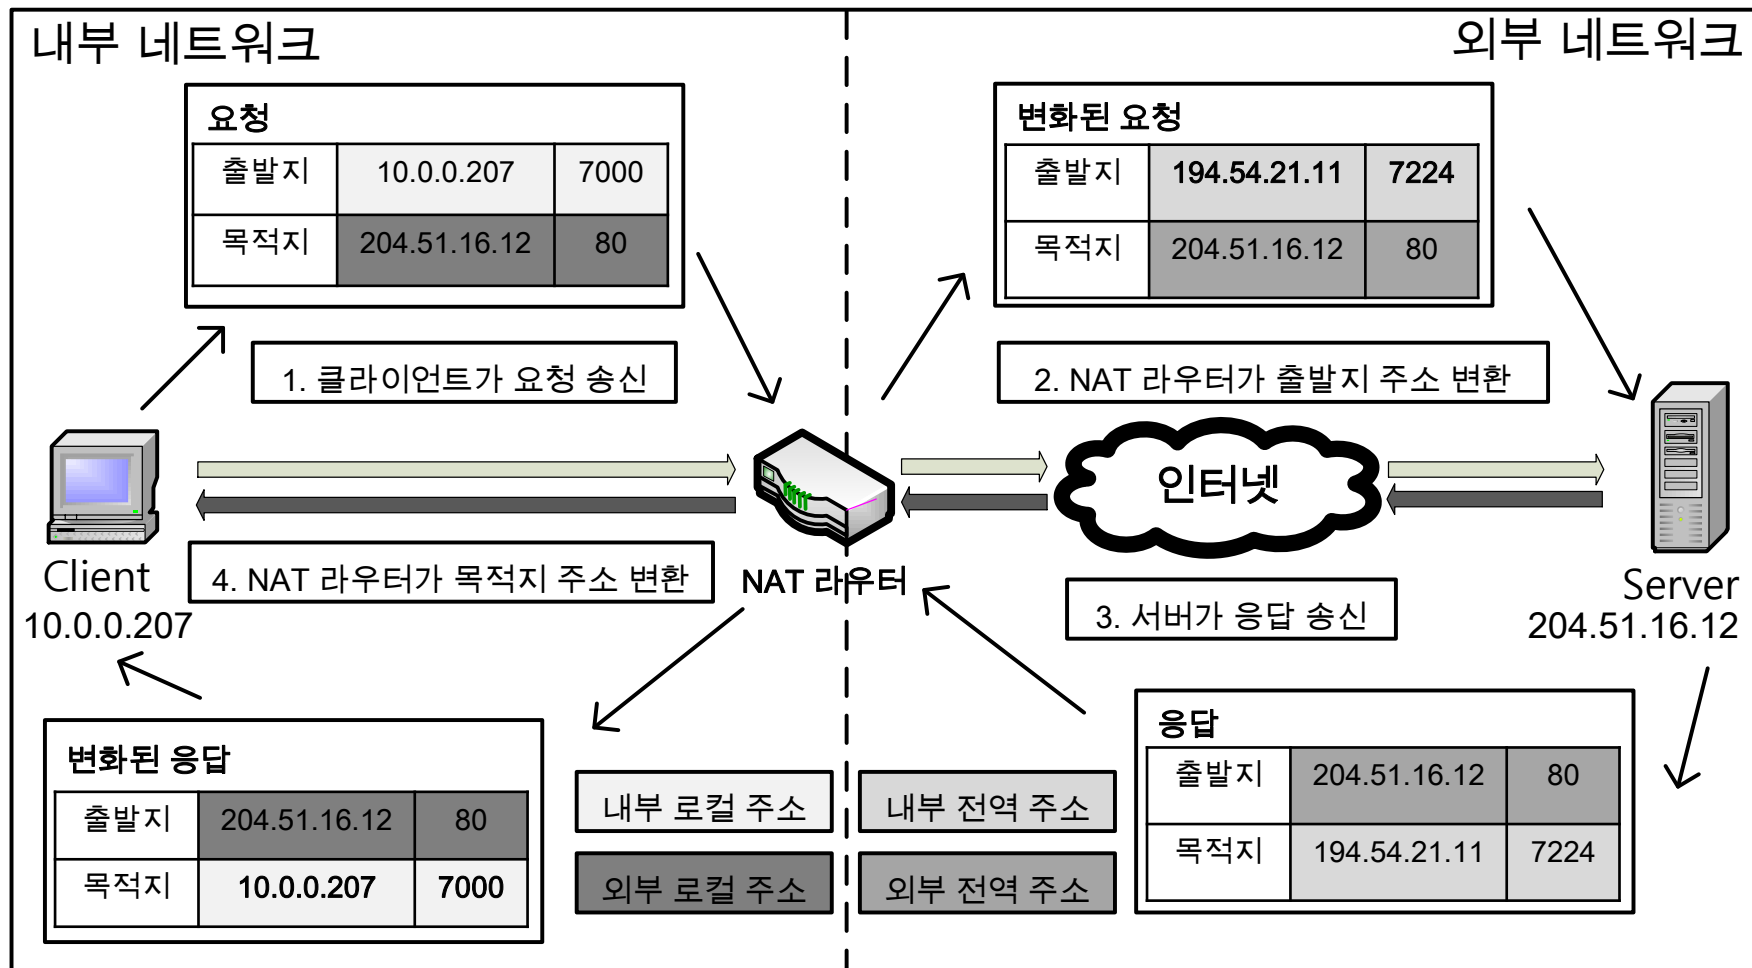 내부 네트워크
외부 네트워크
요청
출발지 10.0.0.207 7000
목적지 204.51.16.12 80
변화된 요청
출발지 194.54.21.11 7224
목적지 204.51.16.12 80
1. 클라이언트가 요청 송신
2. NAT 라우터가 출발지 주소 변환
인터넷
Client
10.0.0.207
4. NAT 라우터가 목적지 주소 변환
NAT 라우터
3. 서버가 응답 송신
Server
204.51.16.12
변화된 응답
출발지 204.51.16.12 80
목적지 10.0.0.207 7000
내부 로컬 주소
내부 전역 주소
외부 로컬 주소
외부 전역 주소
응답
출발지 204.51.16.12 80
목적지 194.54.21.11 7224